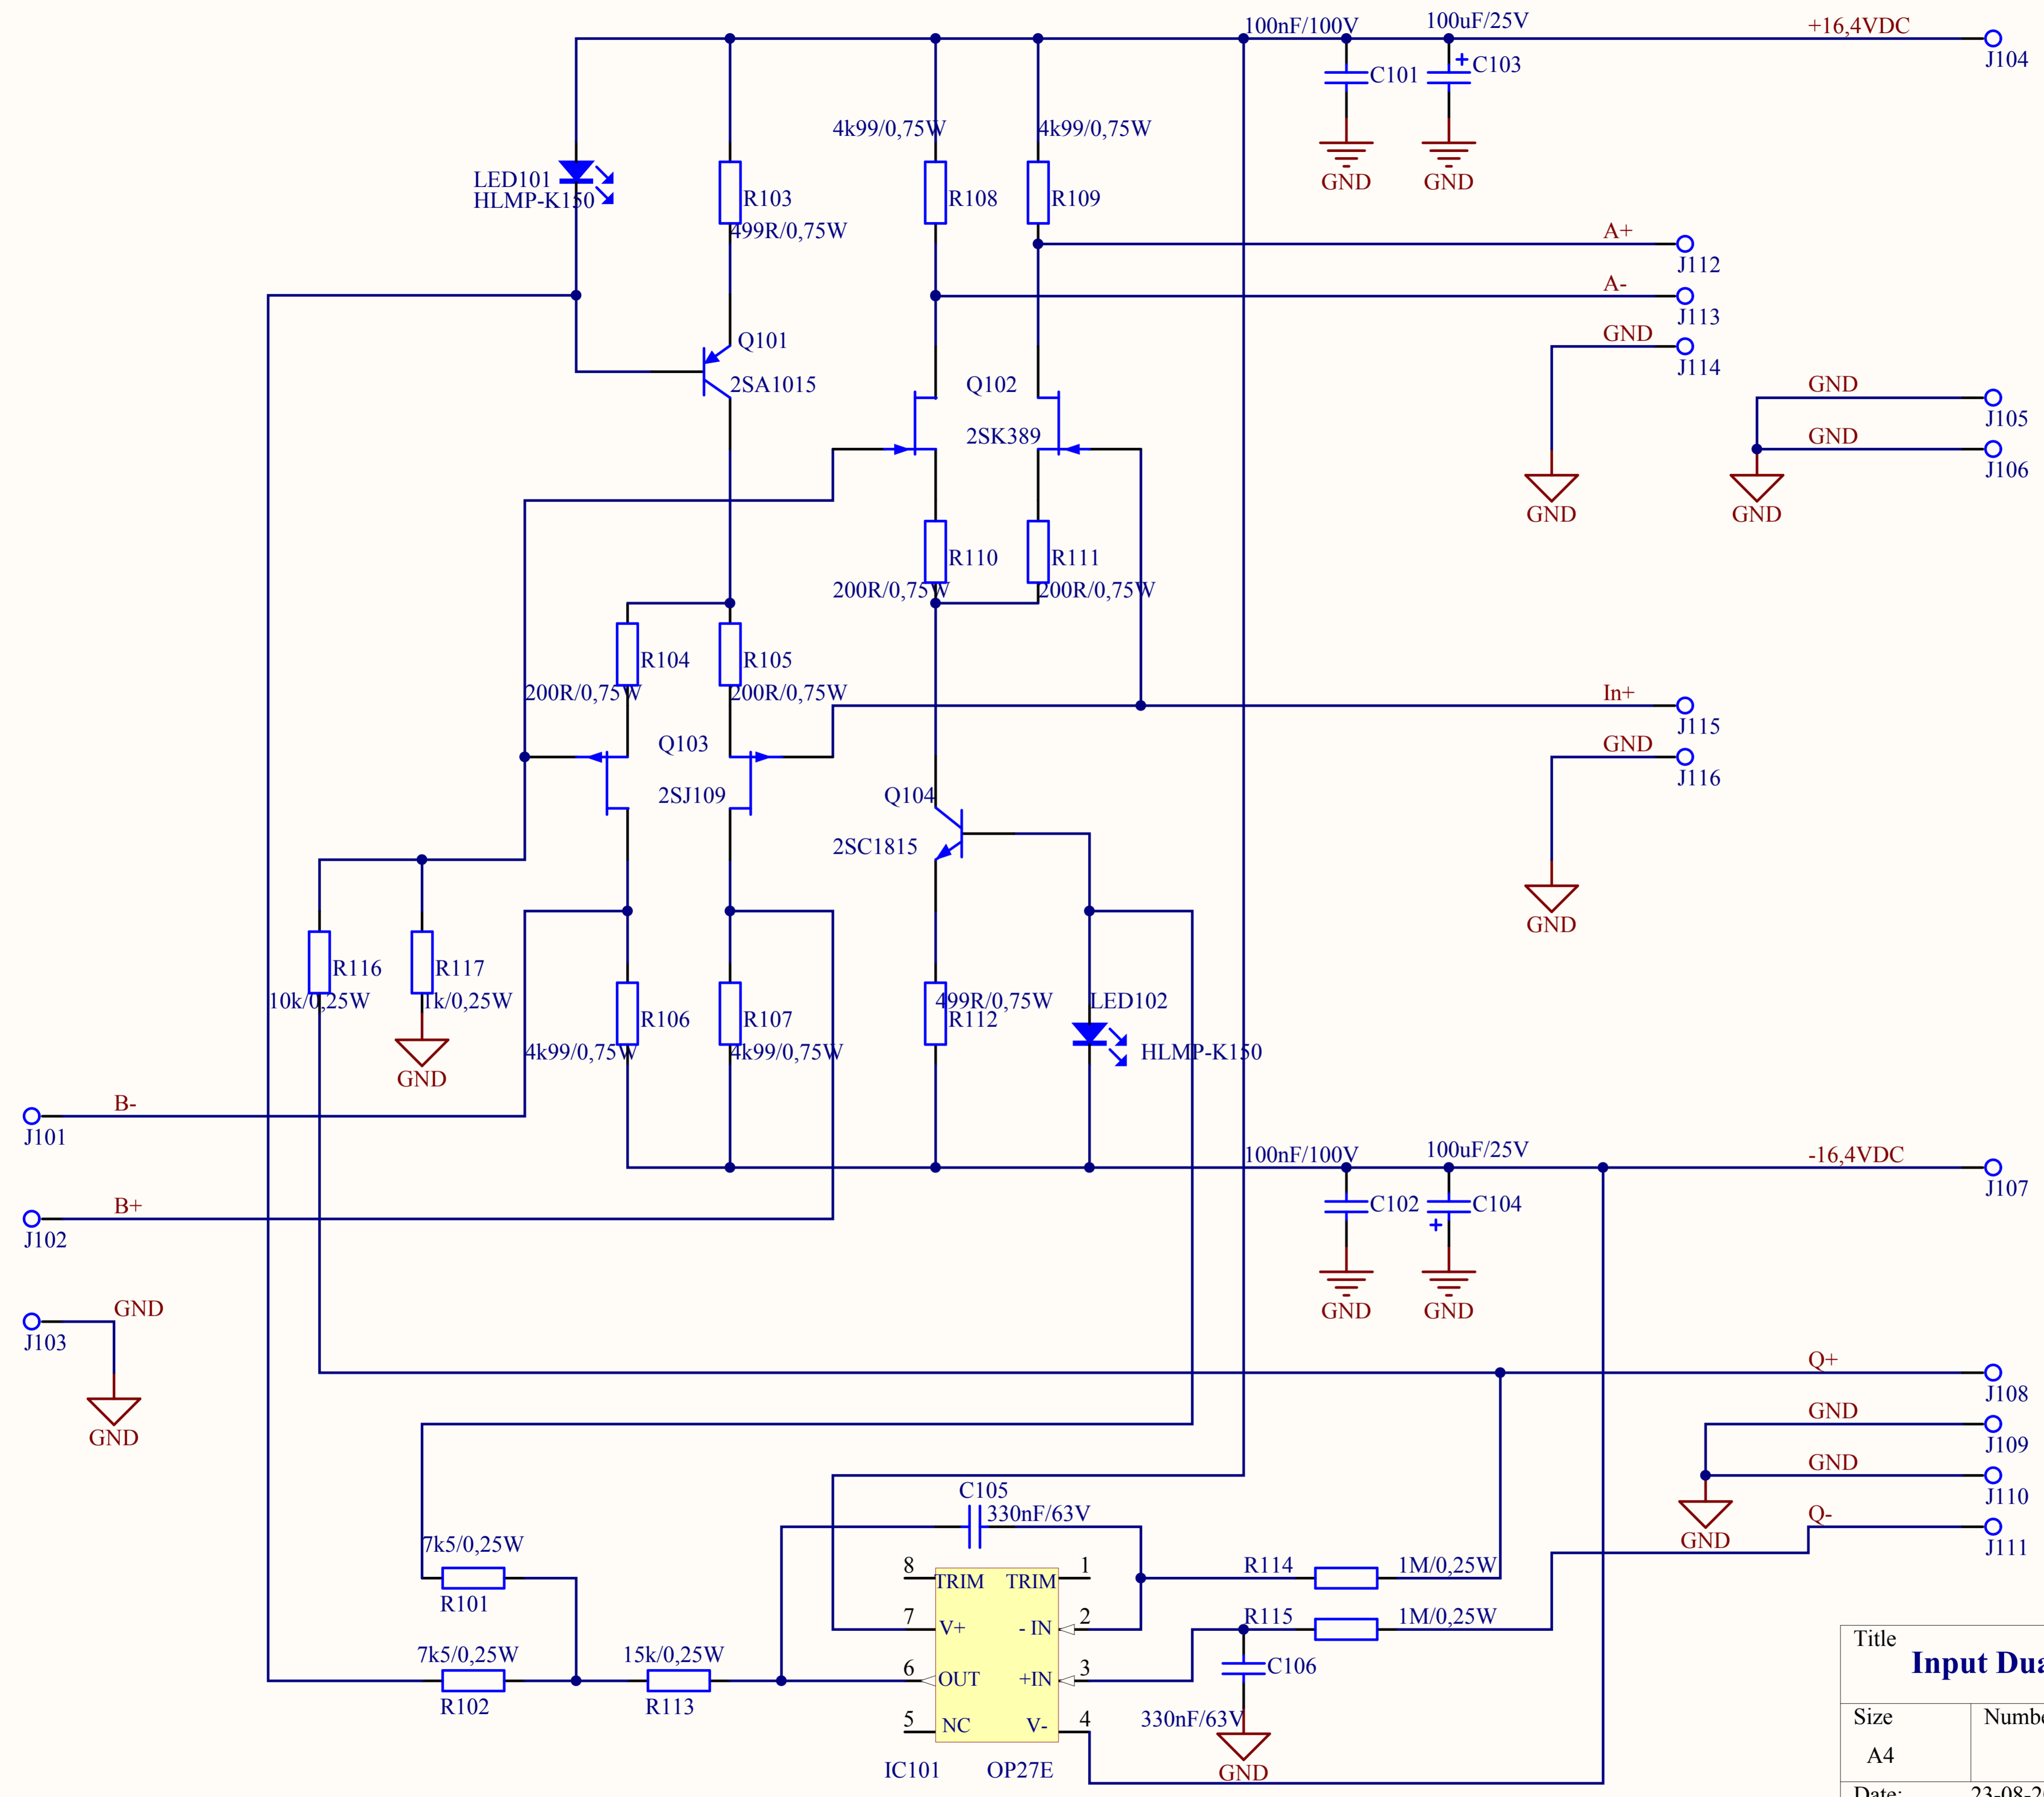 100nF/100V
100uF/25V
+16,4VDC
C101
C103
J104
4k99/0,75W
4k99/0,75W
LED101
HLMP-K150
R103
499R/0,75W
R108
R109
GND
GND
A+
J112
A-
J113
GND
J114
Q101
2SA1015
Q102
2SK389
GND
J105
GND
J106
GND
GND
R110
200R/0,75W
R111
200R/0,75W
R104
200R/0,75W
R105
200R/0,75W
In+
J115
GND
J116
Q103
2SJ109
Q104
2SC1815
GND
R116
10k/0,25W
R117
1k/0,25W
499R/0,75W
R112
LED102
HLMP-K150
R106
4k99/0,75W
R107
4k99/0,75W
GND
B-
J101
100nF/100V
100uF/25V
-16,4VDC
J107
C102
C104
B+
J102
GND
GND
GND
J103
GND
Q+
J108
GND
J109
GND
J110
Q-
J111
GND
C105
330nF/63V
7k5/0,25W
R101
8
TRIM
TRIM
1
R114
1M/0,25W
7
V+
- IN
2
R115
1M/0,25W
7k5/0,25W
R102
15k/0,25W
R113
6
OUT
+IN
3
C106
330nF/63V
5
NC
V-
4
GND
IC101
OP27E
Title
Input
Size
A4
Date: